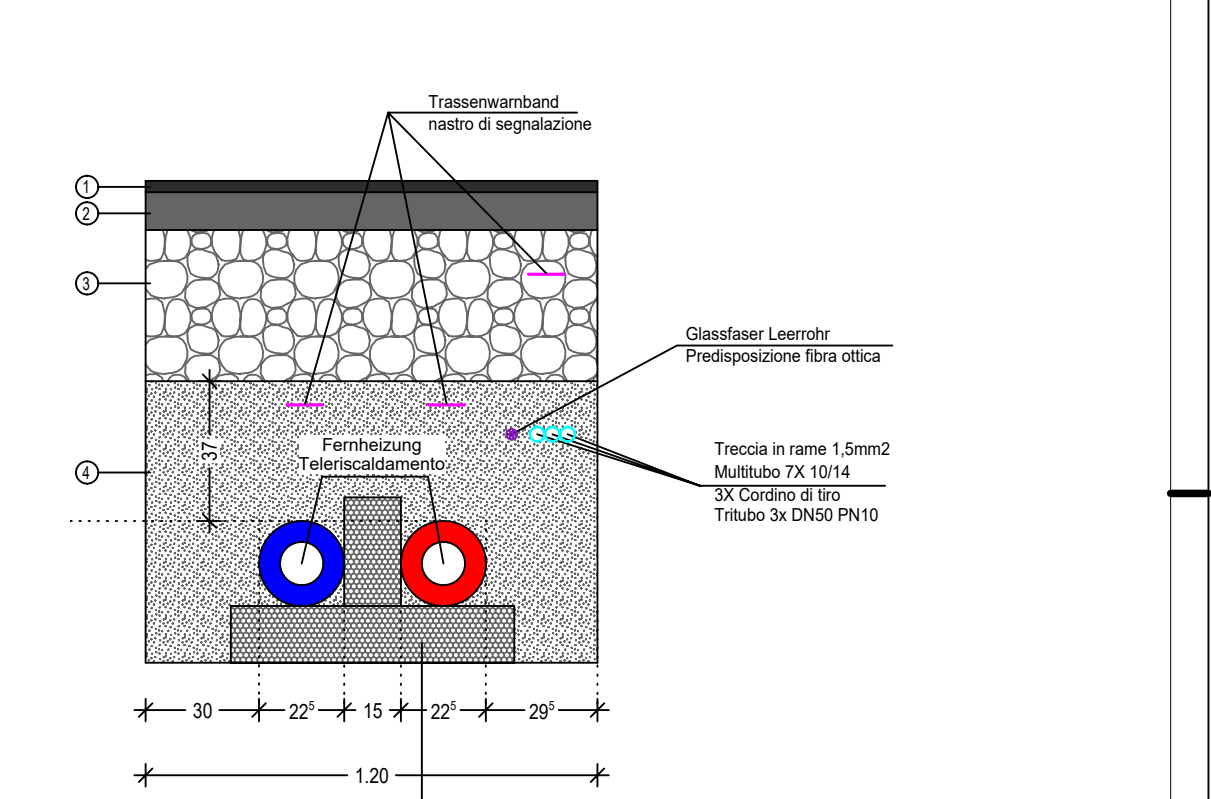 Trassenwarnband
nastro di segnalazione
1
2
3
Glassfaser Leerrohr
Predisposizione fibra ottica
37
Fernheizung
Teleriscaldamento
4
Treccia in rame 1,5mm2
Multitubo 7X 10/14
3X Cordino di tiro
Tritubo 3x DN50 PN10
30 22⁵ 15 22⁵ 29⁵
1.20